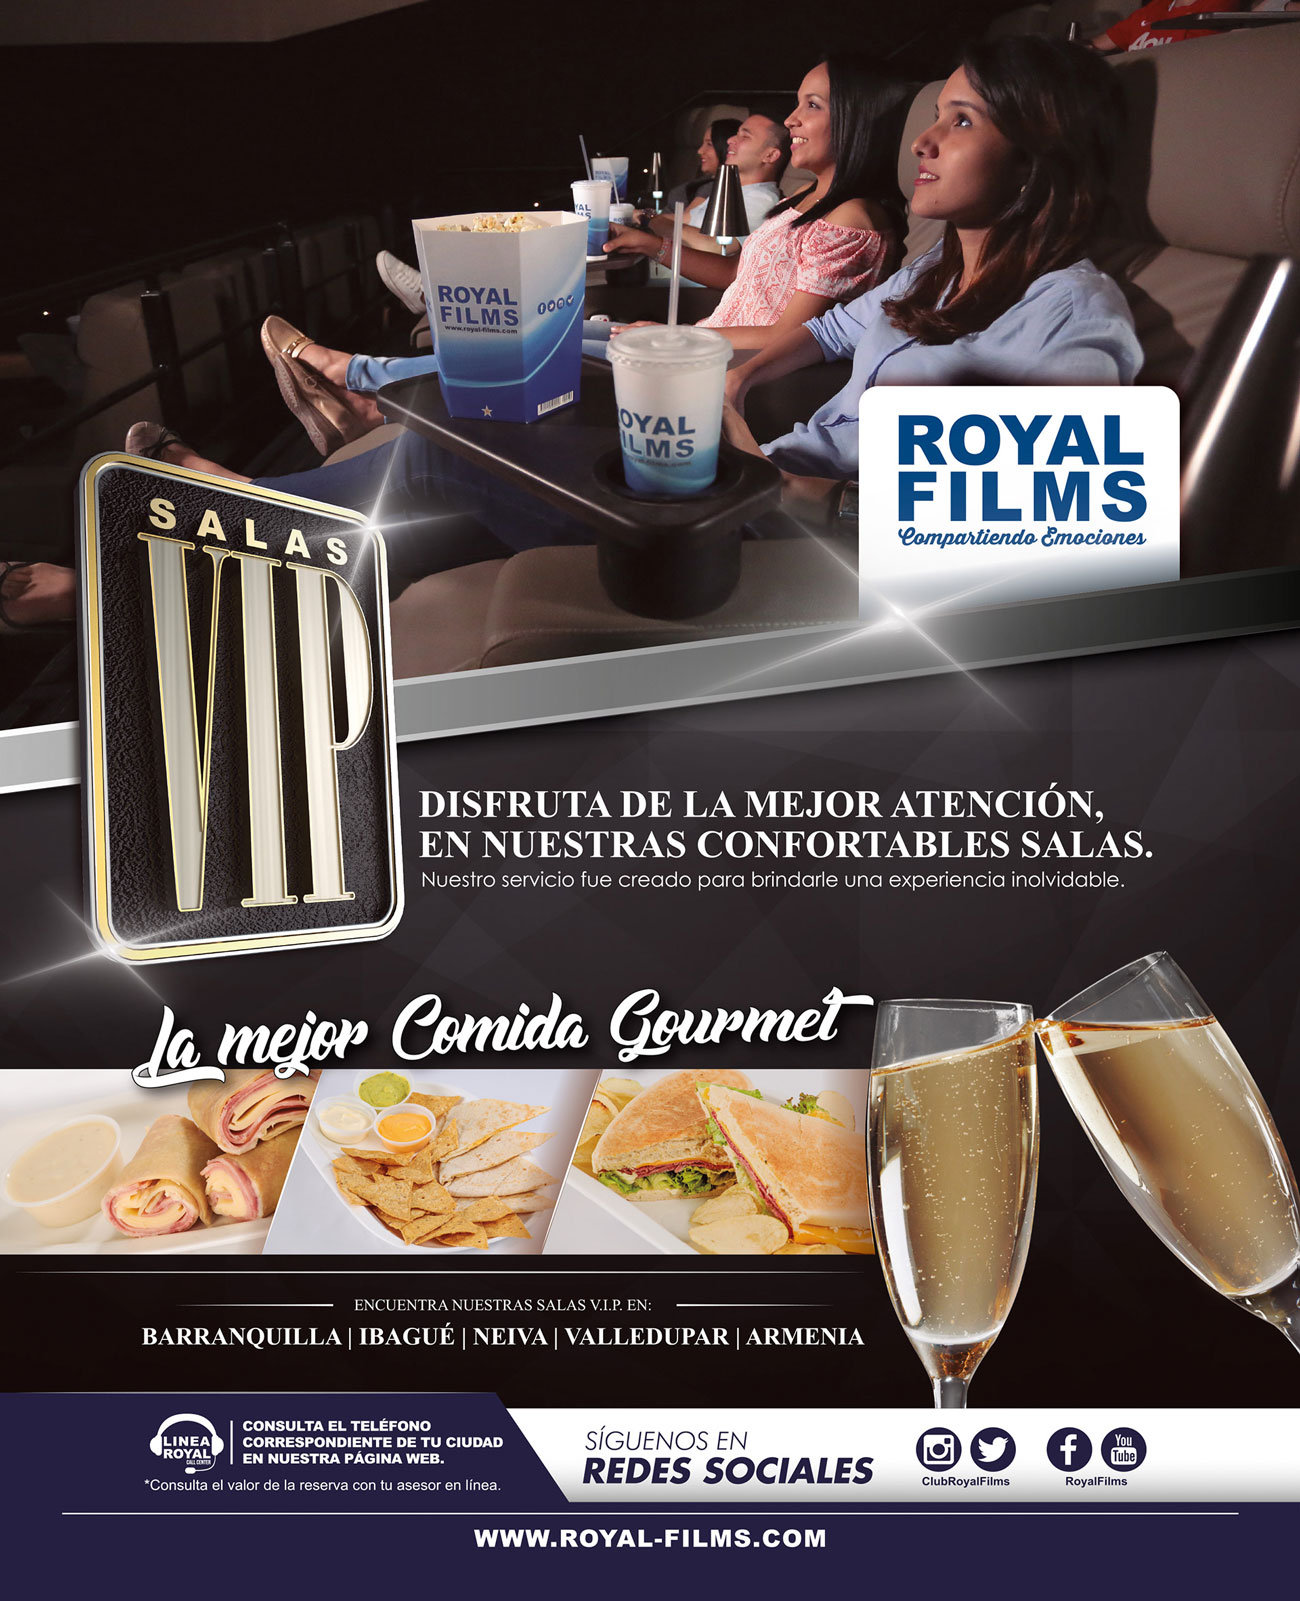 ROYAL
FILMS
www.royal-films.com
YAL
OYAL
ILMS
ROYAL
FILMS
Compartiendo Emociones
SALAS
VIP
DISFRUTA DE LA MEJOR ATENCIÓN,
EN NUESTRAS CONFORTABLES SALAS.
Nuestro servicio fue creado para brindarle una experiencia inolvidable.
La mejor Comida Gourmet
ENCUENTRA NUESTRAS SALAS V.I.P. EN:
BARRANQUILLA | IBAGUÉ | NEIVA | VALLEDUPAR | ARMENIA
LINEA
ROYAL
CALL CENTER
CONSULTA EL TELÉFONO
CORRESPONDIENTE DE TU CIUDAD
EN NUESTRA PÁGINA WEB.
*Consulta el valor de la reserva con tu asesor en línea.
SÍGUENOS EN
REDES SOCIALES
ClubRoyalFilms
You
Tube
RoyalFilms
WWW.ROYAL-FILMS.COM